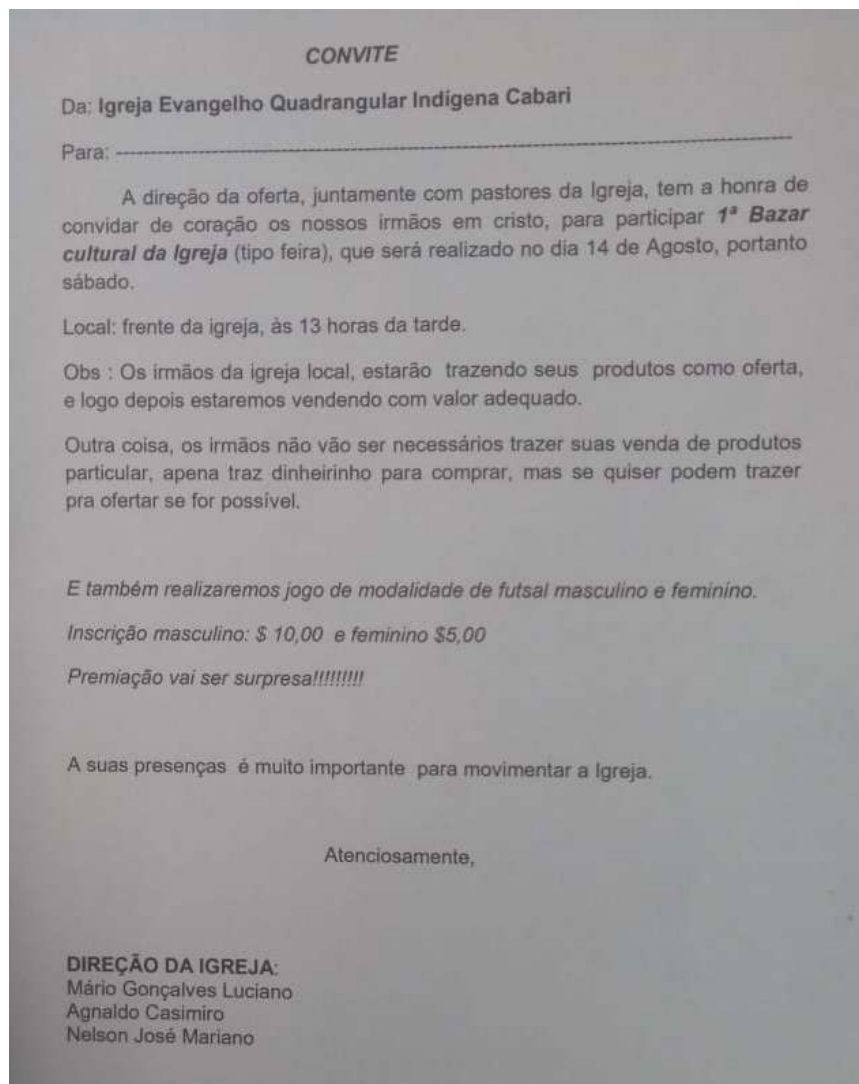 CONVITE
Da: Igreja Evangelho Quadrangular Indígena Cabari
Para: ----------------------------------------------------------------------------------------
A direção da oferta, juntamente com pastores da Igreja, tem a honra de
convidar de coração os nossos irmãos em cristo, para participar 1ª Bazar
cultural da Igreja (tipo feira), que será realizado no dia 14 de Agosto, portanto
sábado.
Local: frente da igreja, às 13 horas da tarde.
Obs : Os irmãos da igreja local, estarão trazendo seus produtos como oferta,
e logo depois estaremos vendendo com valor adequado.
Outra coisa, os irmãos não vão ser necessários trazer suas venda de produtos
particular, apena traz dinheirinho para comprar, mas se quiser podem trazer
pra ofertar se for possível.
E também realizaremos jogo de modalidade de futsal masculino e feminino.
Inscrição masculino: $ 10,00 e feminino $5,00
Premiação vai ser surpresa!!!!!!!!!
A suas presenças é muito importante para movimentar a Igreja.
Atenciosamente,
DIREÇÃO DA IGREJA:
Mário Gonçalves Luciano
Agnaldo Casimiro
Nelson José Mariano